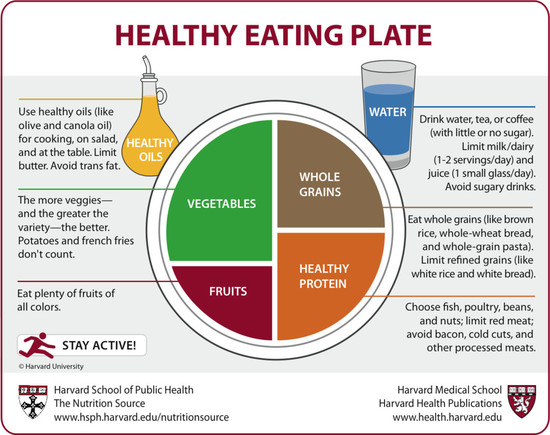 HEALTHY EATING PLATE
Use healthy oils (like
olive and canola oil)
for cooking, on salad,
and at the table. Limit
butter. Avoid trans fat.
HEALTHY
OILS
The more veggies—
and the greater the
variety—the better.
Potatoes and french fries
don't count.
Eat plenty of fruits of
all colors.
VEGETABLES
FRUITS
WHOLE
GRAINS
HEALTHY
PROTEIN
WATER
Drink water, tea, or coffee
(with little or no sugar).
Limit milk/dairy
(1-2 servings/day) and
juice (1 small glass/day).
Avoid sugary drinks.
Eat whole grains (like brown
rice, whole-wheat bread,
and whole-grain pasta).
Limit refined grains (like
white rice and white bread).
Choose fish, poultry, beans,
and nuts; limit red meat;
avoid bacon, cold cuts, and
other processed meats.
STAY ACTIVE!
© Harvard University
Harvard School of Public Health
The Nutrition Source
www.hsph.harvard.edu/nutritionsource
Harvard Medical School
Harvard Health Publications
www.health.harvard.edu